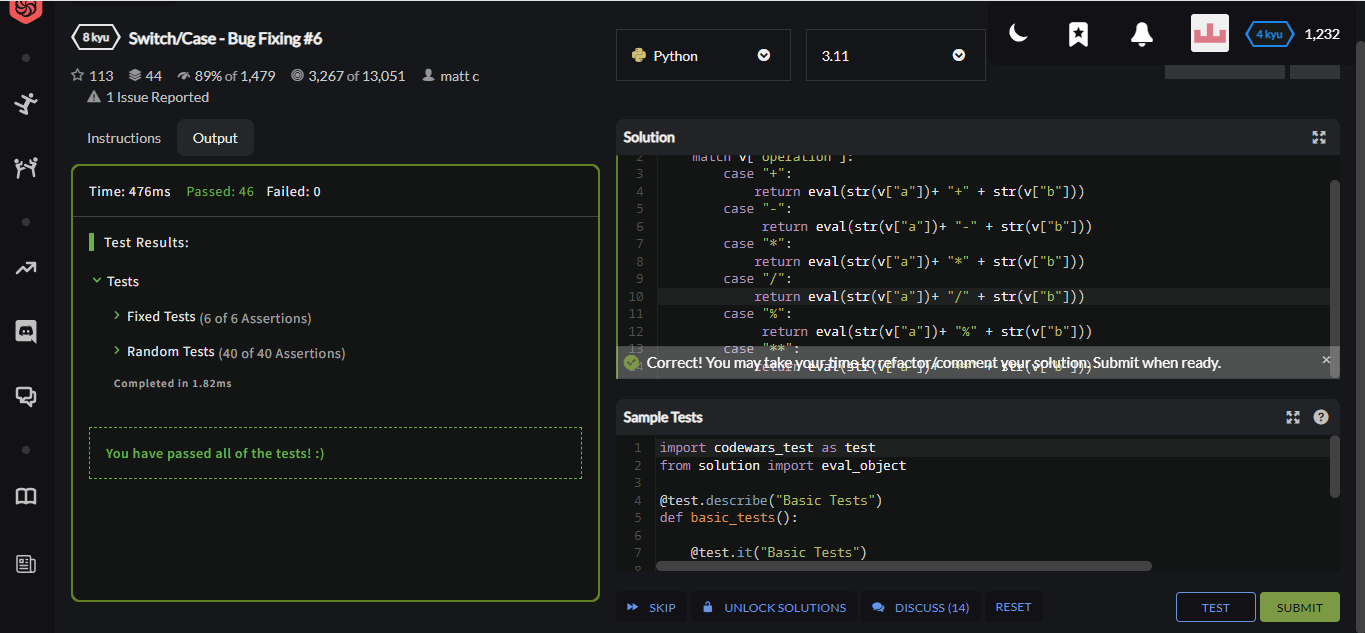 8 kyu Switch/Case - Bug Fixing #6
113 44 89% of 1,479 3,267 of 13,051 matt c
1 Issue Reported
Python 3.11
4 kyu 1,232
Instructions Output
Time: 476ms Passed: 46 Failed: 0
Test Results:
Tests
Fixed Tests (6 of 6 Assertions)
Random Tests (40 of 40 Assertions)
Completed in 1.82ms
You have passed all of the tests! :)
Solution
2 match v["operation"]:
3 case "+":
4 return eval(str(v["a"])+ "+" + str(v["b"]))
5 case "-":
6 return eval(str(v["a"])+ "-" + str(v["b"]))
7 case "*":
8 return eval(str(v["a"])+ "*" + str(v["b"]))
9 case "/":
10 return eval(str(v["a"])+ "/" + str(v["b"]))
11 case "%":
12 return eval(str(v["a"])+ "%" + str(v["b"]))
13 case "**":
Correct! You may take your time to refactor/comment your solution. Submit when ready. ×
Sample Tests
1 import codewars_test as test
2 from solution import eval_object
3
4 @test.describe("Basic Tests")
5 def basic_tests():
6
7 @test.it("Basic Tests")
8
SKIP UNLOCK SOLUTIONS DISCUSS (14) RESET TEST SUBMIT